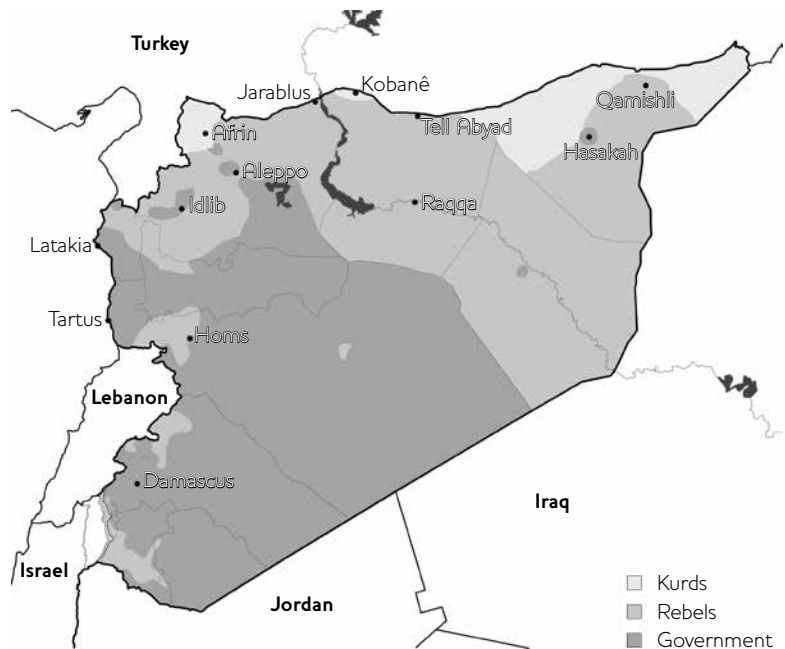 Turkey
Jarablus
Kobanê
Qamishli
Afrin
Tell Abyad
Hasakah
Aleppo
Idlib
Raqqa
Latakia
Tartus
Homs
Lebanon
Damascus
Iraq
Israel
Jordan
Kurds
Rebels
Government